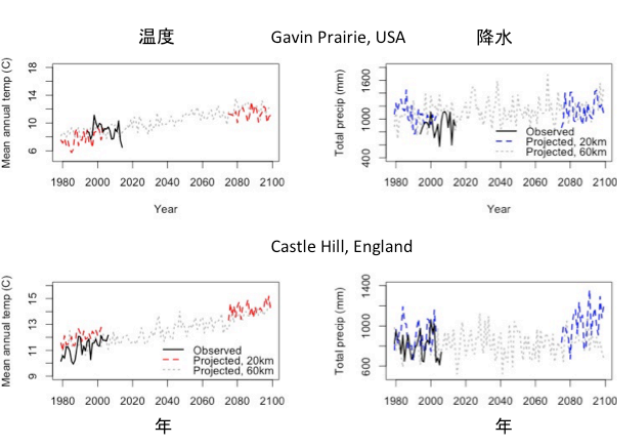 温度
Gavin Prairie, USA
降水
Mean annual temp (C)
18
14
10
6
1980 2000 2020 2040 2060 2080 2100
Year
Total precip (mm)
1600
1000
400
Observed
Projected, 20km
Projected, 60km
1980 2000 2020 2040 2060 2080 2100
Year
Castle Hill, England
Mean annual temp (C)
15
13
11
9
Observed
Projected, 20km
Projected, 60km
1980 2000 2020 2040 2060 2080 2100
年
Total precip (mm)
1400
1000
600
1980 2000 2020 2040 2060 2080 2100
年